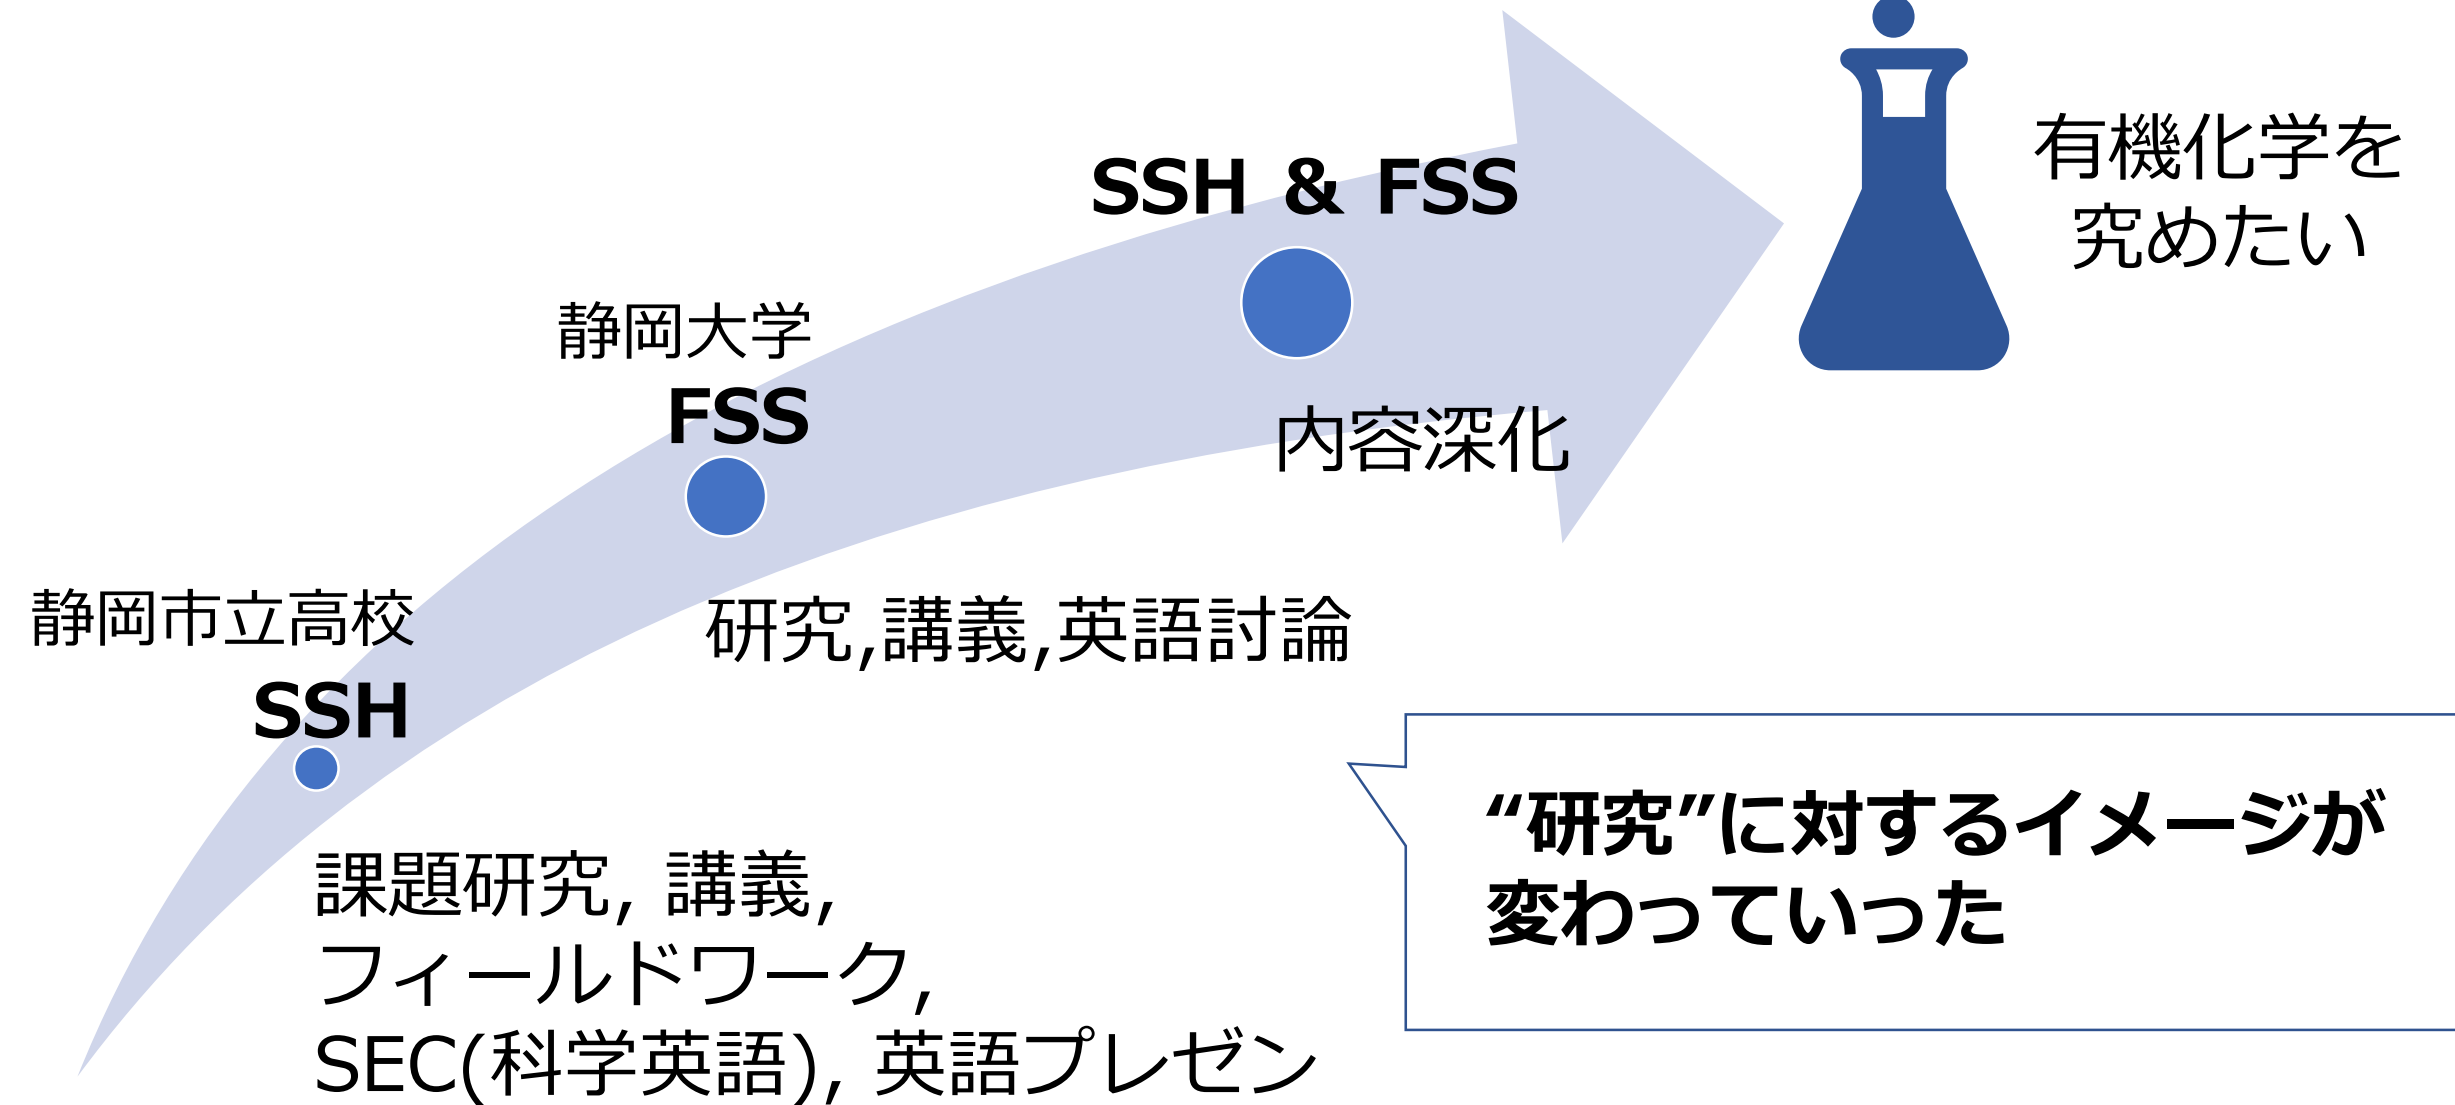 有機化学を
究めたい
SSH & FSS
内容深化
静岡大学
FSS
研究,講義,英語討論
静岡市立高校
SSH
課題研究, 講義,
フィールドワーク,
SEC(科学英語), 英語プレゼン
“研究”に対するイメージが
変わっていった